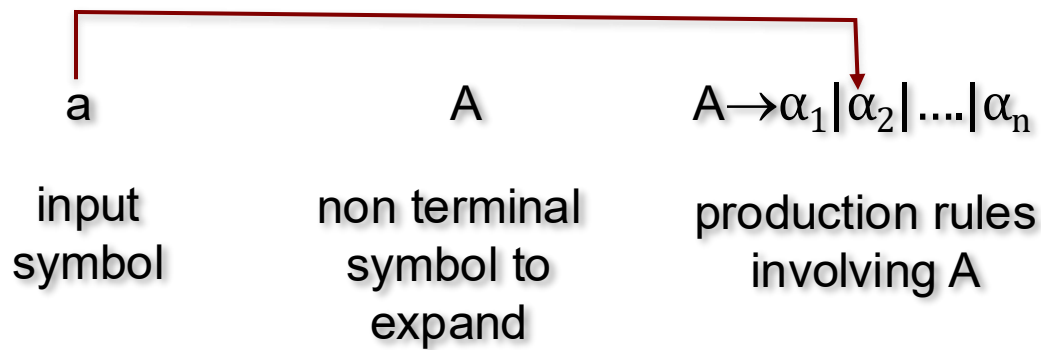 a
A
A→α₁|α₂|....|αₙ
input
symbol
non terminal
symbol to
expand
production rules
involving A